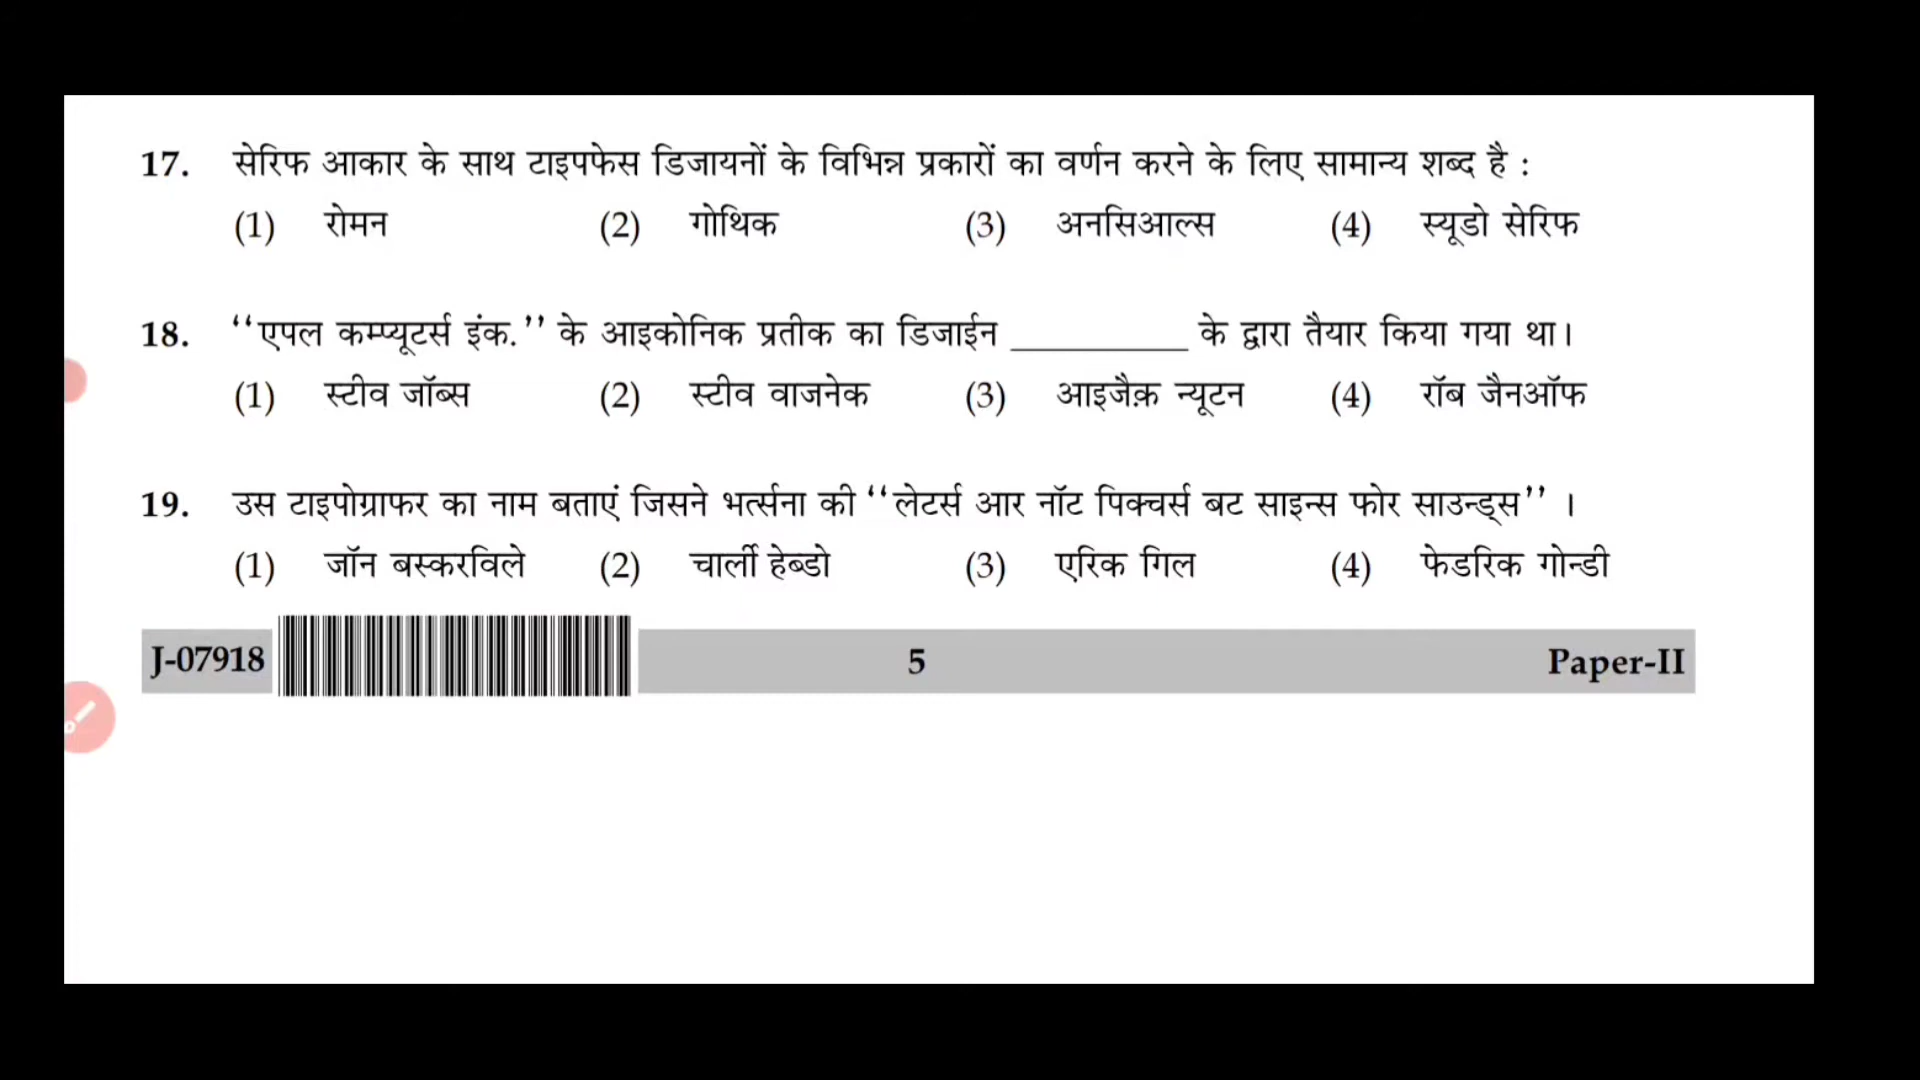 17. सेरिफ आकार के साथ टाइपफेस डिजायनों के विभिन्न प्रकारों का वर्णन करने के लिए सामान्य शब्द है :
(1) रोमन (2) गोथिक (3) अनसिआल्स (4) स्यूडो सेरिफ
18. ‘‘एपल कम्प्यूटर्स इंक.’’ के आइकोनिक प्रतीक का डिजाईन __________ के द्वारा तैयार किया गया था।
(1) स्टीव जॉब्स (2) स्टीव वाजनेक (3) आइजैक़ न्यूटन (4) रॉब जैनऑफ
19. उस टाइपोग्राफर का नाम बताएं जिसने भर्त्सना की ‘‘लेटर्स आर नॉट पिक्चर्स बट साइन्स फोर साउन्ड्स’’ ।
(1) जॉन बस्करविले (2) चार्ली हेब्डो (3) एरिक गिल (4) फेडरिक गोन्डी
J-07918 5 Paper-II